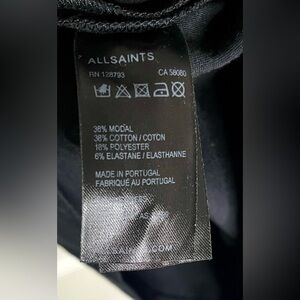 ALLSAINTS
RN 128793 CA 58080
38% MODAL
38% COTTON / COTON
18% POLYESTER
6% ELASTANE / ELASTHANNE
MADE IN PORTUGAL
FABRIQUÉ AU PORTUGAL